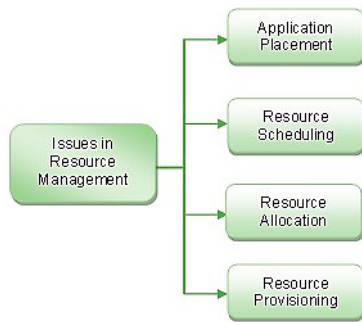 Issues in
Resource
Management
Application
Placement
Resource
Scheduling
Resource
Allocation
Resource
Provisioning